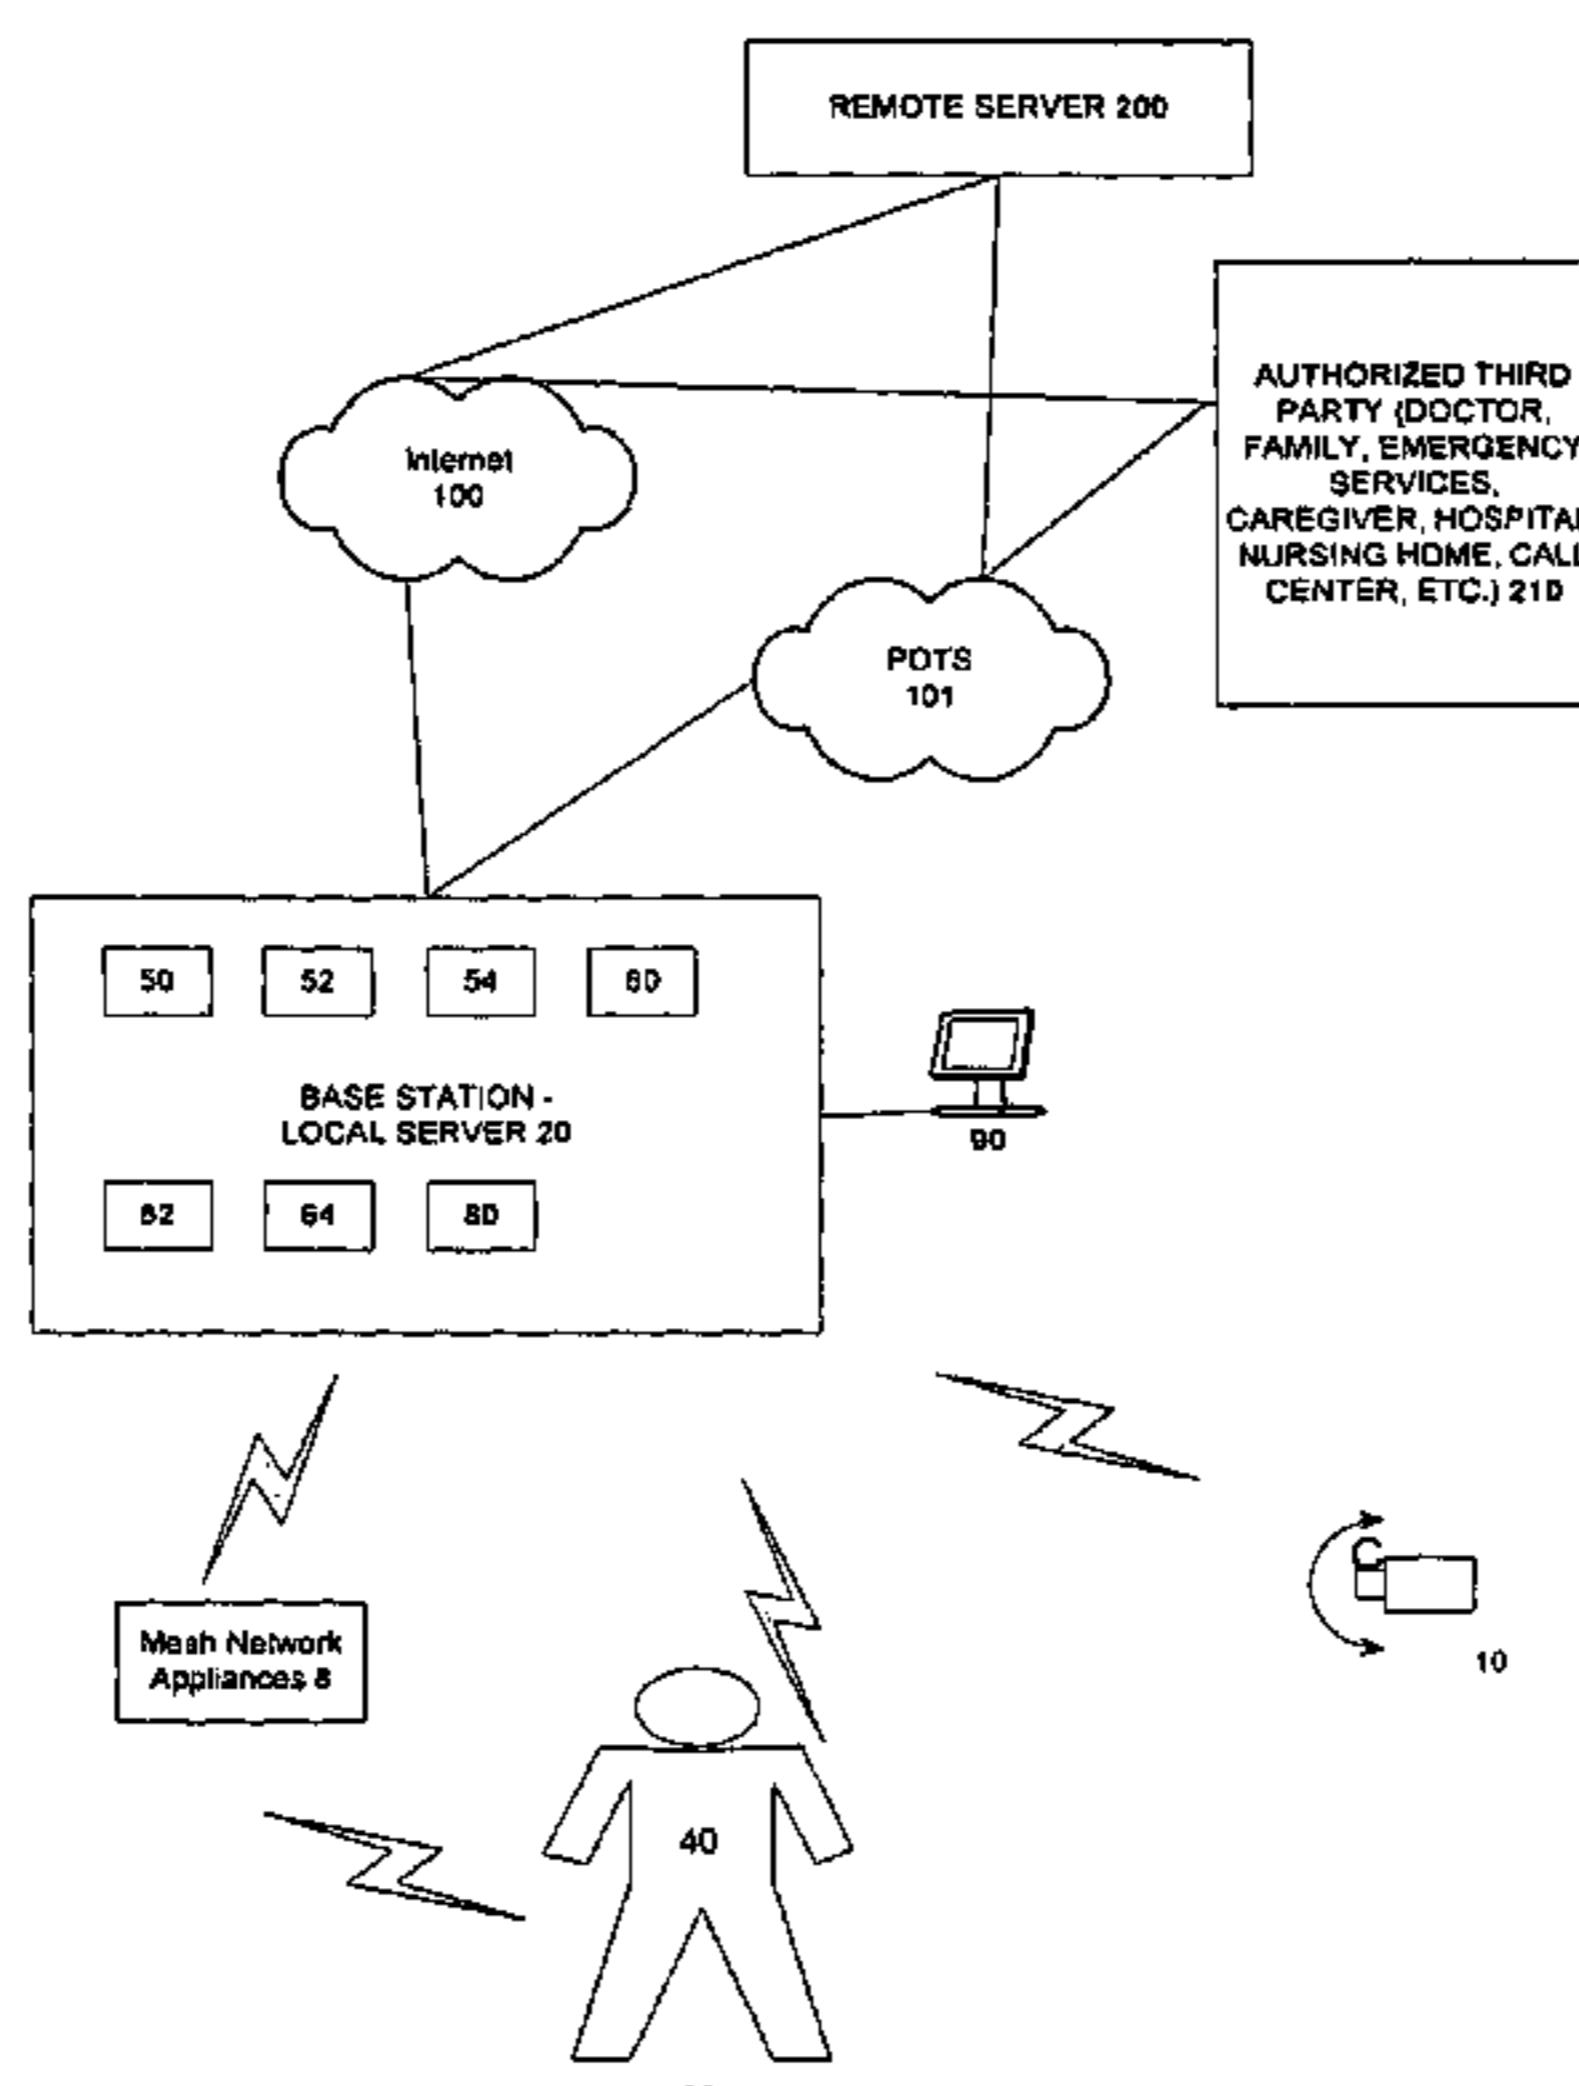 REMOTE SERVER 200
AUTHORIZED THIRD
PARTY (DOCTOR,
FAMILY, EMERGENCY
SERVICES,
CAREGIVER, HOSPITAL
NURSING HOME, CALL
CENTER, ETC.) 210
Internet
100
POTS
101
50
52
54
60
BASE STATION -
LOCAL SERVER 20
90
62
64
80
Mesh Network
Appliances 8
C
10
40